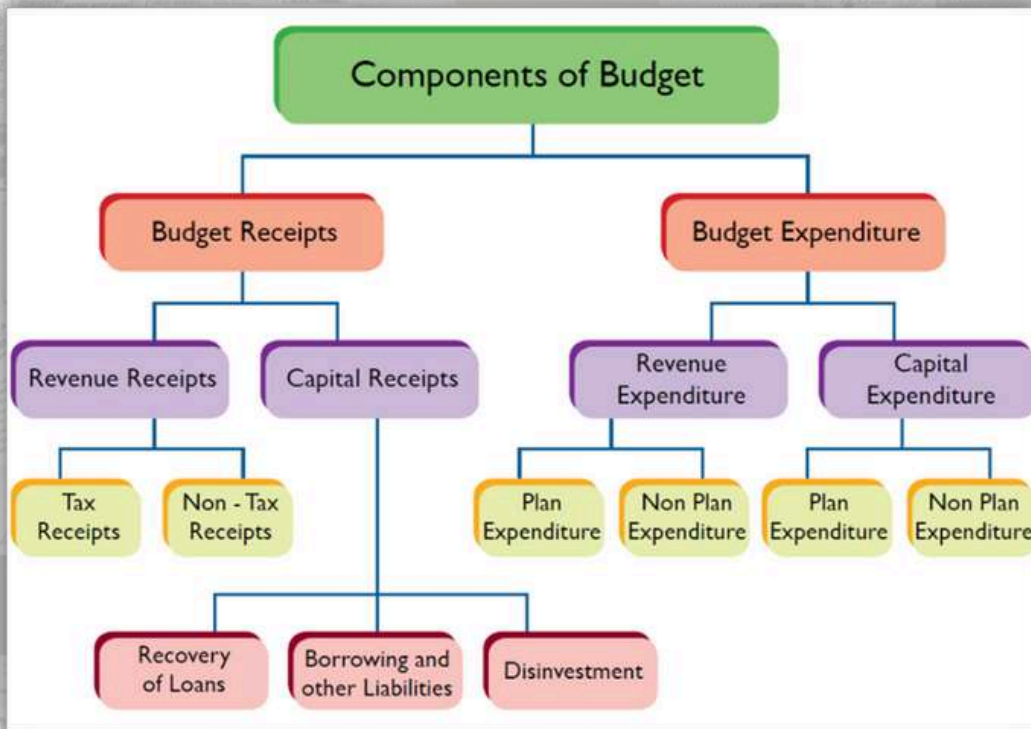 Components of Budget
Budget Receipts
Budget Expenditure
Revenue Receipts
Capital Receipts
Revenue
Expenditure
Capital
Expenditure
Tax
Receipts
Non - Tax
Receipts
Plan
Expenditure
Non Plan
Expenditure
Plan
Expenditure
Non Plan
Expenditure
Recovery
of Loans
Borrowing and
other Liabilities
Disinvestment